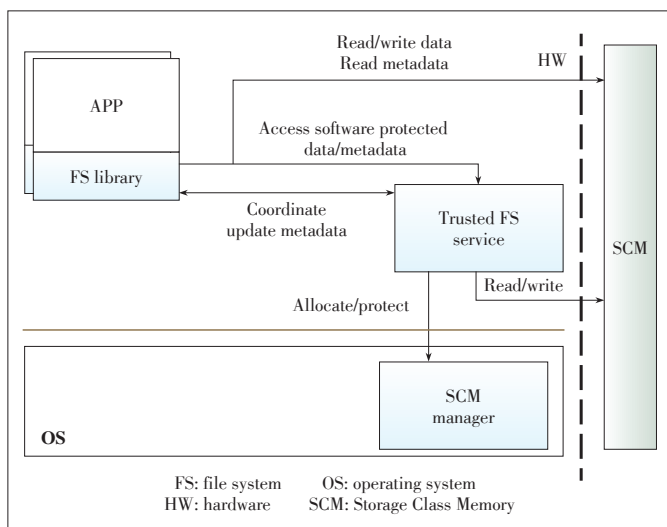 Read/write data
Read metadata
HW
APP
Access software protected
data/metadata
FS library
Coordinate
update metadata
Trusted FS
service
SCM
Read/write
Allocate/protect
SCM
manager
OS
FS: file system OS: operating system
HW: hardware SCM: Storage Class Memory